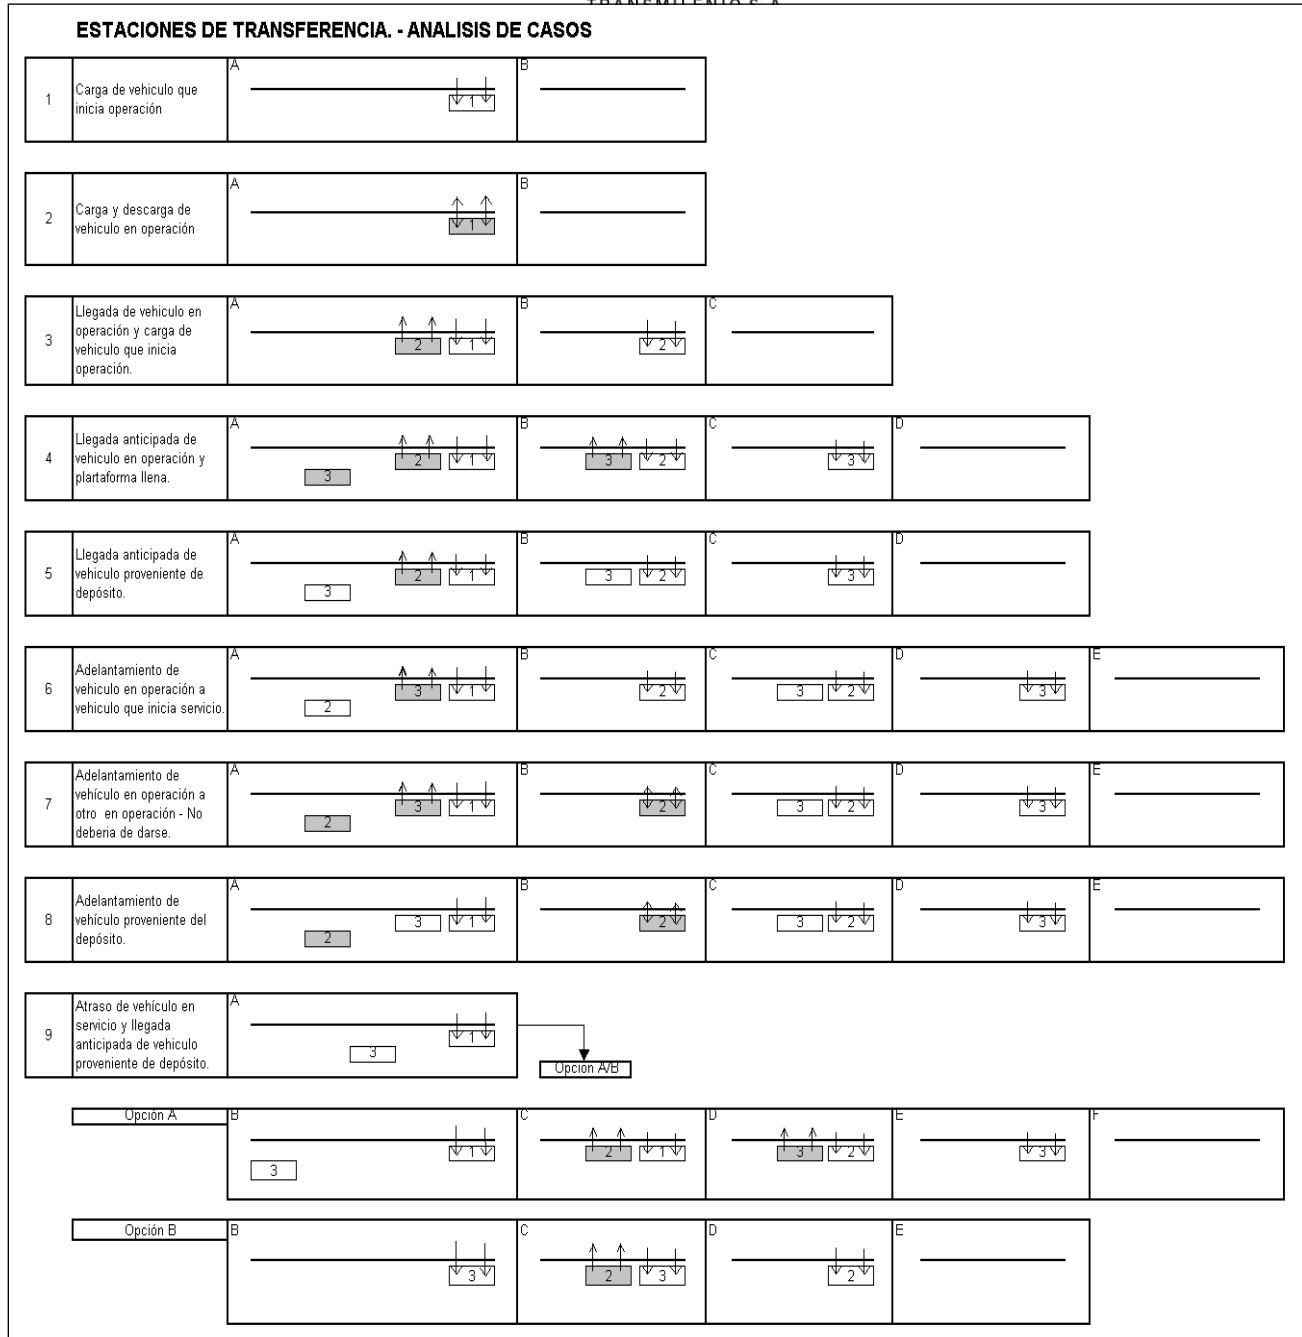 TRANSMILENIO S.A.
ESTACIONES DE TRANSFERENCIA. - ANALISIS DE CASOS
A
B
1
Carga de vehiculo que
inicia operación
1
A
B
2
Carga y descarga de
vehiculo en operación
1
A
B
C
3
Llegada de vehiculo en
operación y carga de
vehiculo que inicia
operación.
2
1
2
A
B
C
D
4
Llegada anticipada de
vehiculo en operación y
plartaforma llena.
3
2
1
3
2
3
A
B
C
D
5
Llegada anticipada de
vehiculo proveniente de
depósito.
3
2
1
3
2
3
A
B
C
D
E
6
Adelantamiento de
vehiculo en operación a
vehiculo que inicia servicio.
2
3
1
2
3
2
3
A
B
C
D
E
7
Adelantamiento de
vehículo en operación a
otro en operación - No
deberia de darse.
2
3
1
2
3
2
3
A
B
C
D
E
8
Adelantamiento de
vehículo proveniente del
depósito.
2
3
1
2
3
2
3
A
9
Atraso de vehículo en
servicio y llegada
anticipada de vehiculo
proveniente de depósito.
3
1
Opción A/B
Opción A
B
C
D
E
F
3
1
2
1
3
2
3
Opción B
B
C
D
E
3
2
3
2